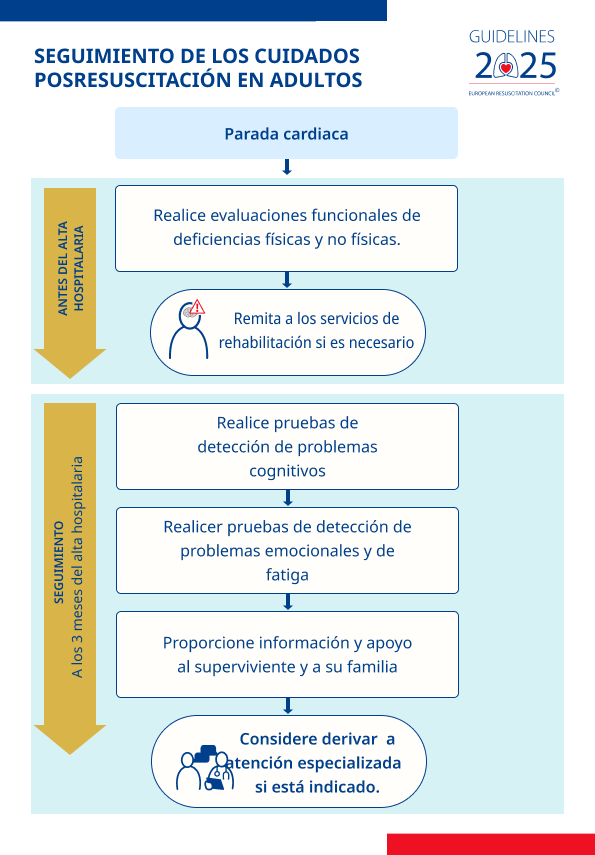 GUIDELINES
2025
EUROPEAN RESUSCITATION COUNCIL©
SEGUIMIENTO DE LOS CUIDADOS
POSRESUSCITACIÓN EN ADULTOS
Parada cardiaca
ANTES DEL ALTA
HOSPITALARIA
Realice evaluaciones funcionales de
deficiencias físicas y no físicas.
Remita a los servicios de
rehabilitación si es necesario
SEGUIMIENTO
A los 3 meses del alta hospitalaria
Realice pruebas de
detección de problemas
cognitivos
Realicer pruebas de detección de
problemas emocionales y de
fatiga
Proporcione información y apoyo
al superviviente y a su familia
Considere derivar a
atención especializada
si está indicado.